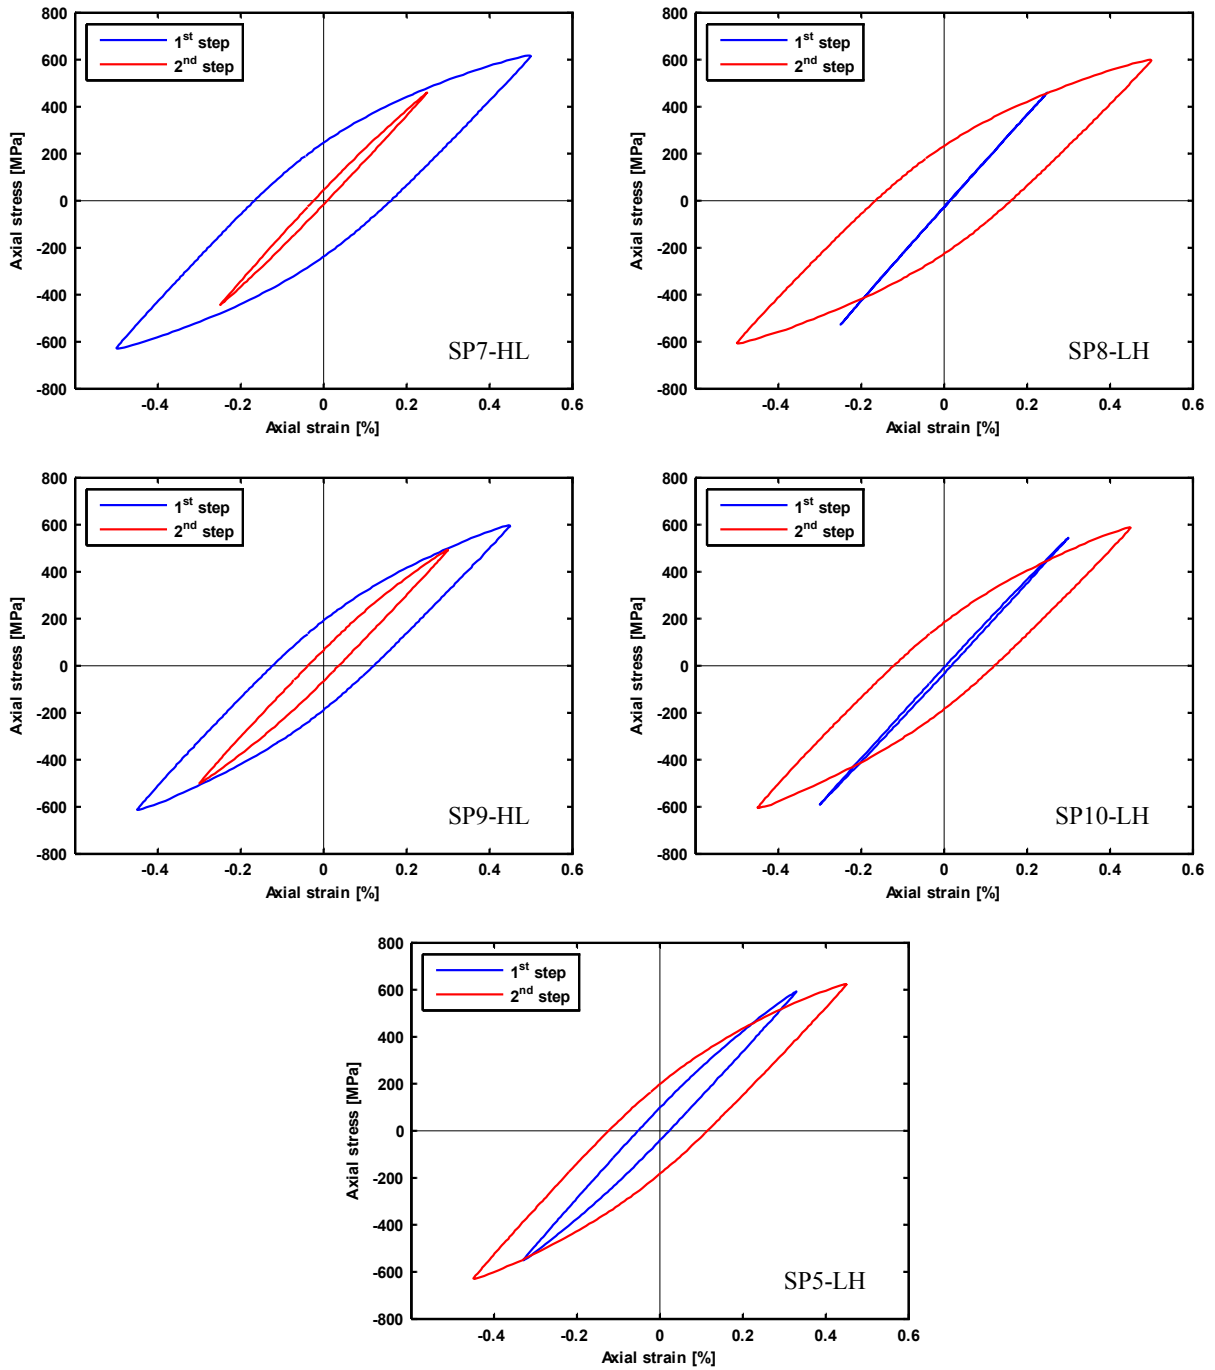 800
600
400
200
0
-200
-400
-600
-800
Axial stress [MPa]
1st step
2nd step
SP7-HL
-0.4 -0.2 0 0.2 0.4 0.6
Axial strain [%]
800
600
400
200
0
-200
-400
-600
-800
Axial stress [MPa]
1st step
2nd step
SP8-LH
-0.4 -0.2 0 0.2 0.4 0.6
Axial strain [%]
800
600
400
200
0
-200
-400
-600
-800
Axial stress [MPa]
1st step
2nd step
SP9-HL
-0.4 -0.2 0 0.2 0.4 0.6
Axial strain [%]
800
600
400
200
0
-200
-400
-600
-800
Axial stress [MPa]
1st step
2nd step
SP10-LH
-0.4 -0.2 0 0.2 0.4 0.6
Axial strain [%]
800
600
400
200
0
-200
-400
-600
-800
Axial stress [MPa]
1st step
2nd step
SP5-LH
-0.4 -0.2 0 0.2 0.4 0.6
Axial strain [%]